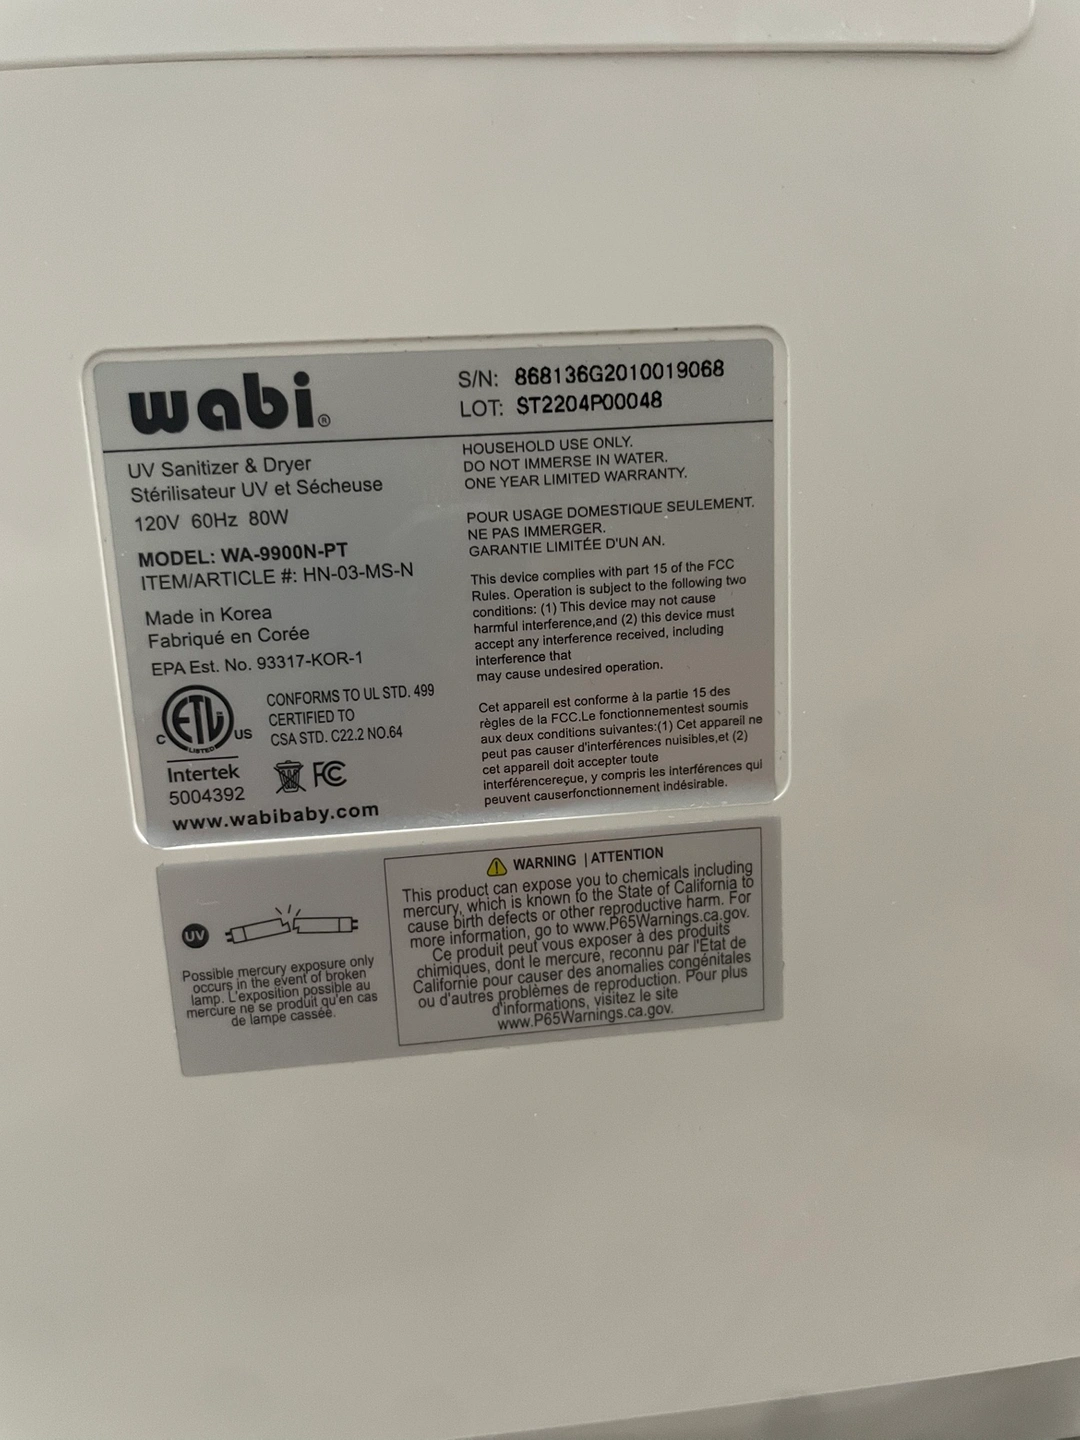 wabi®
S/N: 868136G2010019068
LOT: ST2204P00048
UV Sanitizer & Dryer
Stérilisateur UV et Sécheuse
120V 60Hz 80W
MODEL: WA-9900N-PT
ITEM/ARTICLE #: HN-03-MS-N
Made in Korea
Fabriqué en Corée
EPA Est. No. 93317-KOR-1
C ETL US
LISTED
Intertek
5004392
CONFORMS TO UL STD. 499
CERTIFIED TO
CSA STD. C22.2 NO.64
FC
www.wabibaby.com
HOUSEHOLD USE ONLY.
DO NOT IMMERSE IN WATER.
ONE YEAR LIMITED WARRANTY.
POUR USAGE DOMESTIQUE SEULEMENT.
NE PAS IMMERGER.
GARANTIE LIMITÉE D'UN AN.
This device complies with part 15 of the FCC
Rules. Operation is subject to the following two
conditions: (1) This device may not cause
harmful interference,and (2) this device must
accept any interference received, including
interference that
may cause undesired operation.
Cet appareil est conforme à la partie 15 des
règles de la FCC.Le fonctionnementest soumis
aux deux conditions suivantes:(1) Cet appareil ne
peut pas causer d'interférences nuisibles,et (2)
cet appareil doit accepter toute
interférencereçue, y compris les interférences qui
peuvent causerfonctionnement indésirable.
UV
Possible mercury exposure only
occurs in the event of broken
lamp. L'exposition possible au
mercure ne se produit qu'en cas
de lampe cassée.
WARNING | ATTENTION
This product can expose you to chemicals including
mercury, which is known to the State of California to
cause birth defects or other reproductive harm. For
more information, go to www.P65Warnings.ca.gov.
Ce produit peut vous exposer à des produits
chimiques, dont le mercure, reconnu par l'État de
Californie pour causer des anomalies congénitales
ou d'autres problèmes de reproduction. Pour plus
d'informations, visitez le site
www.P65Warnings.ca.gov.